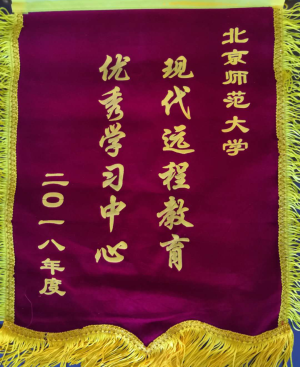 北京师范大学
现代远程教育
优秀学习中心
二〇一八年度